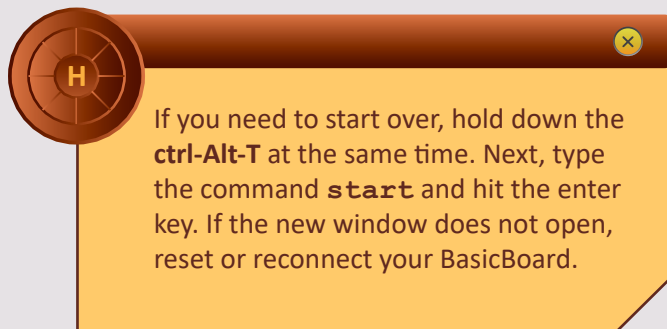 H
If you need to start over, hold down the
ctrl-Alt-T at the same time. Next, type
the command start and hit the enter
key. If the new window does not open,
reset or reconnect your BasicBoard.